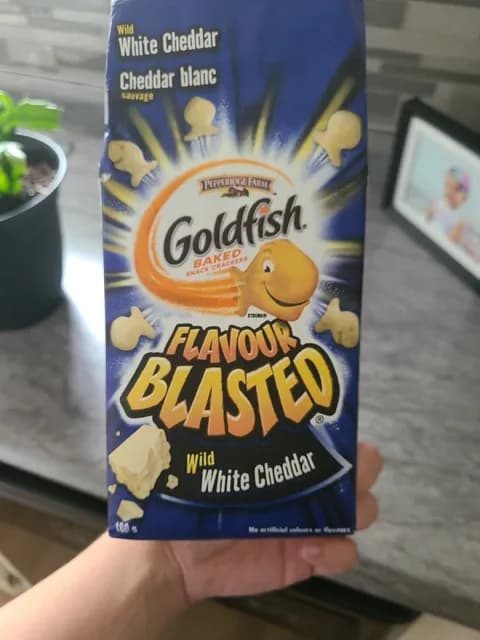 Wild
White Cheddar
Cheddar blanc
sauvage
PEPPERIDGE FARM
Goldfish
BAKED
SNACK CRACKERS
FLAVOUR
BLASTED®
Wild
White Cheddar
180 g
No artificial colours or flavours